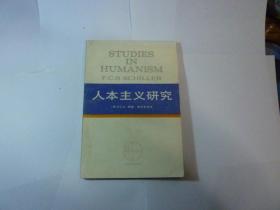 STUDIES
IN
HUMANISM
F.C.S. SCHILLER
人本主义研究